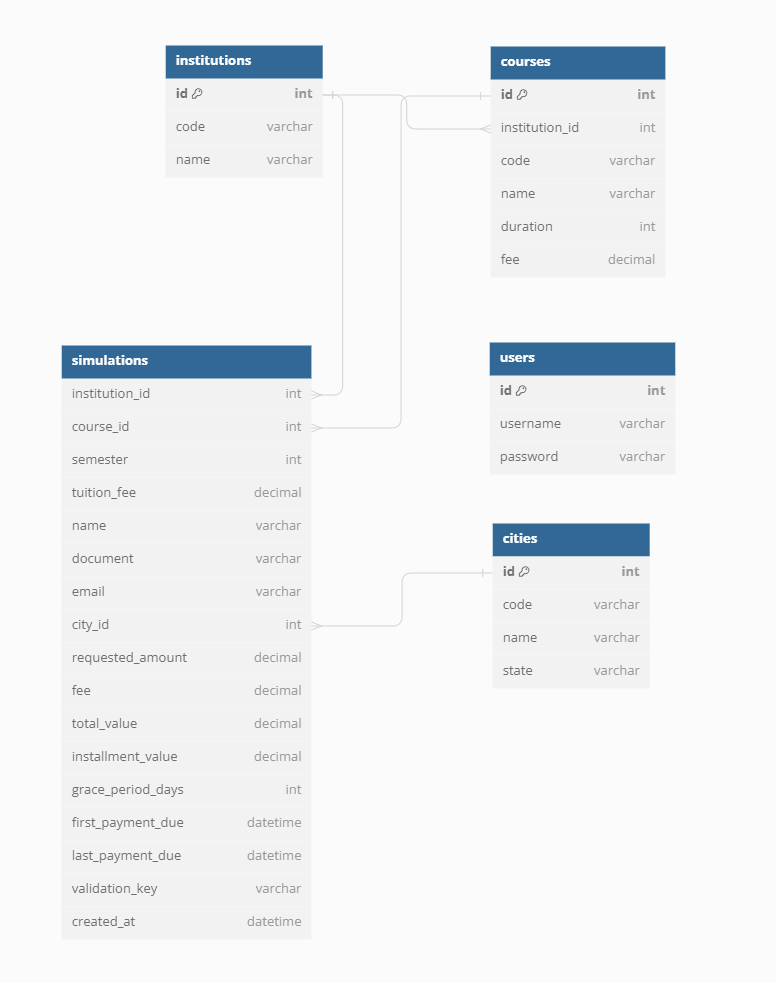 institutions
id int
code varchar
name varchar
courses
id int
institution_id int
code varchar
name varchar
duration int
fee decimal
simulations
institution_id int
course_id int
semester int
tuition_fee decimal
name varchar
document varchar
email varchar
city_id int
requested_amount decimal
fee decimal
total_value decimal
installment_value decimal
grace_period_days int
first_payment_due datetime
last_payment_due datetime
validation_key varchar
created_at datetime
users
id int
username varchar
password varchar
cities
id int
code varchar
name varchar
state varchar